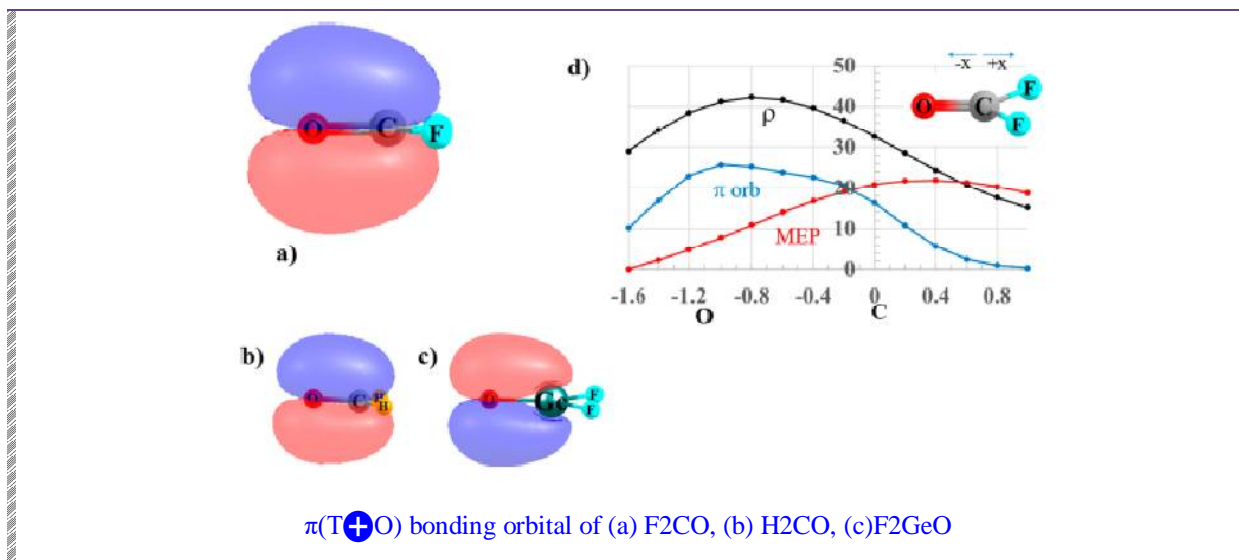 d)
-x +x
O C F F
50
40
30
20
10
0
ρ
π orb
MEP
-1.6 -1.2 -0.8 -0.4 0 0.4 0.8
O C
O C F
a)
b)
O C H H
c)
Ge F F
π(T+O) bonding orbital of (a) F2CO, (b) H2CO, (c)F2GeO